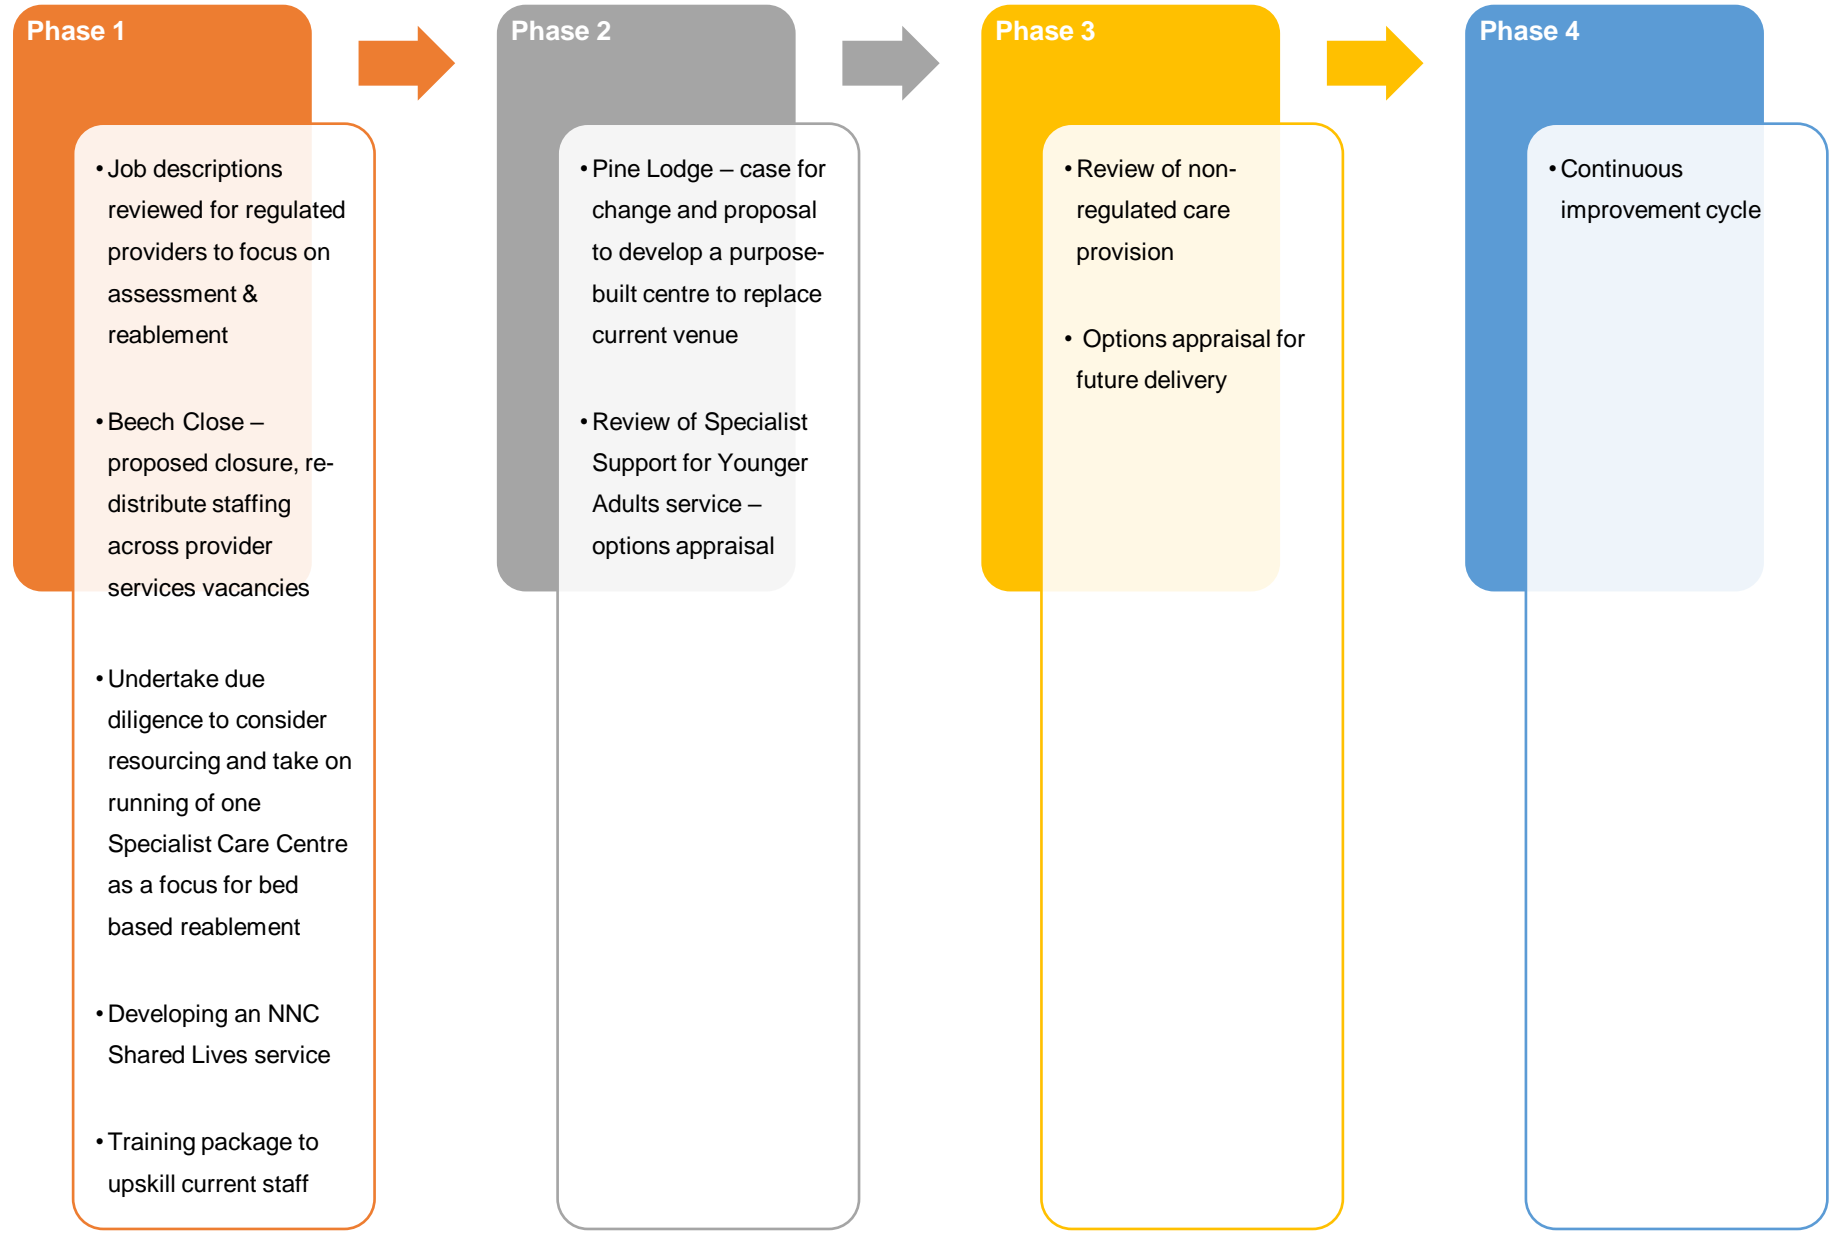 Phase 1
• Job descriptions
reviewed for regulated
providers to focus on
assessment &
reablement
• Beech Close –
proposed closure, re-
distribute staffing
across provider
services vacancies
• Undertake due
diligence to consider
resourcing and take on
running of one
Specialist Care Centre
as a focus for bed
based reablement
• Developing an NNC
Shared Lives service
• Training package to
upskill current staff
Phase 2
• Pine Lodge – case for
change and proposal
to develop a purpose-
built centre to replace
current venue
• Review of Specialist
Support for Younger
Adults service –
options appraisal
Phase 3
• Review of non-
regulated care
provision
• Options appraisal for
future delivery
Phase 4
• Continuous
improvement cycle